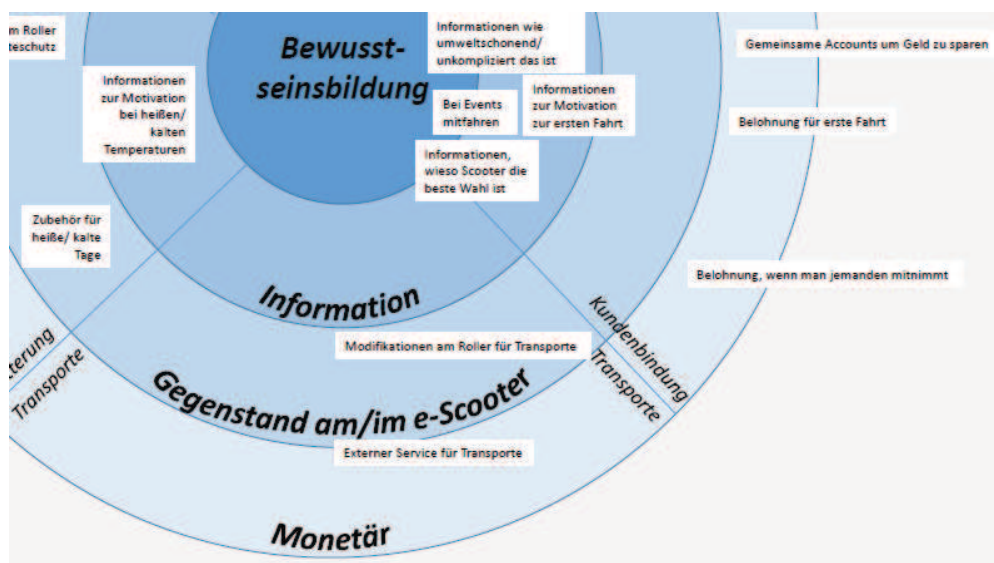 m Roller
teschutz
Informationen
zur Motivation
bei heißen/
kalten
Temperaturen
Zubehör für
heiße/ kalte
Tage
Bewusst-
seinsbildung
Informationen wie
umweltschonend/
unkompliziert das ist
Bei Events
mitfahren
Informationen
zur Motivation
zur ersten Fahrt
Informationen,
wieso Scooter die
beste Wahl ist
Gemeinsame Accounts um Geld zu sparen
Belohnung für erste Fahrt
Belohnung, wenn man jemanden mitnimmt
Information
Modifikationen am Roller für Transporte
Kundenbindung
Transporte
terung
Transporte
Gegenstand am/im e-Scooter
Externer Service für Transporte
Monetär